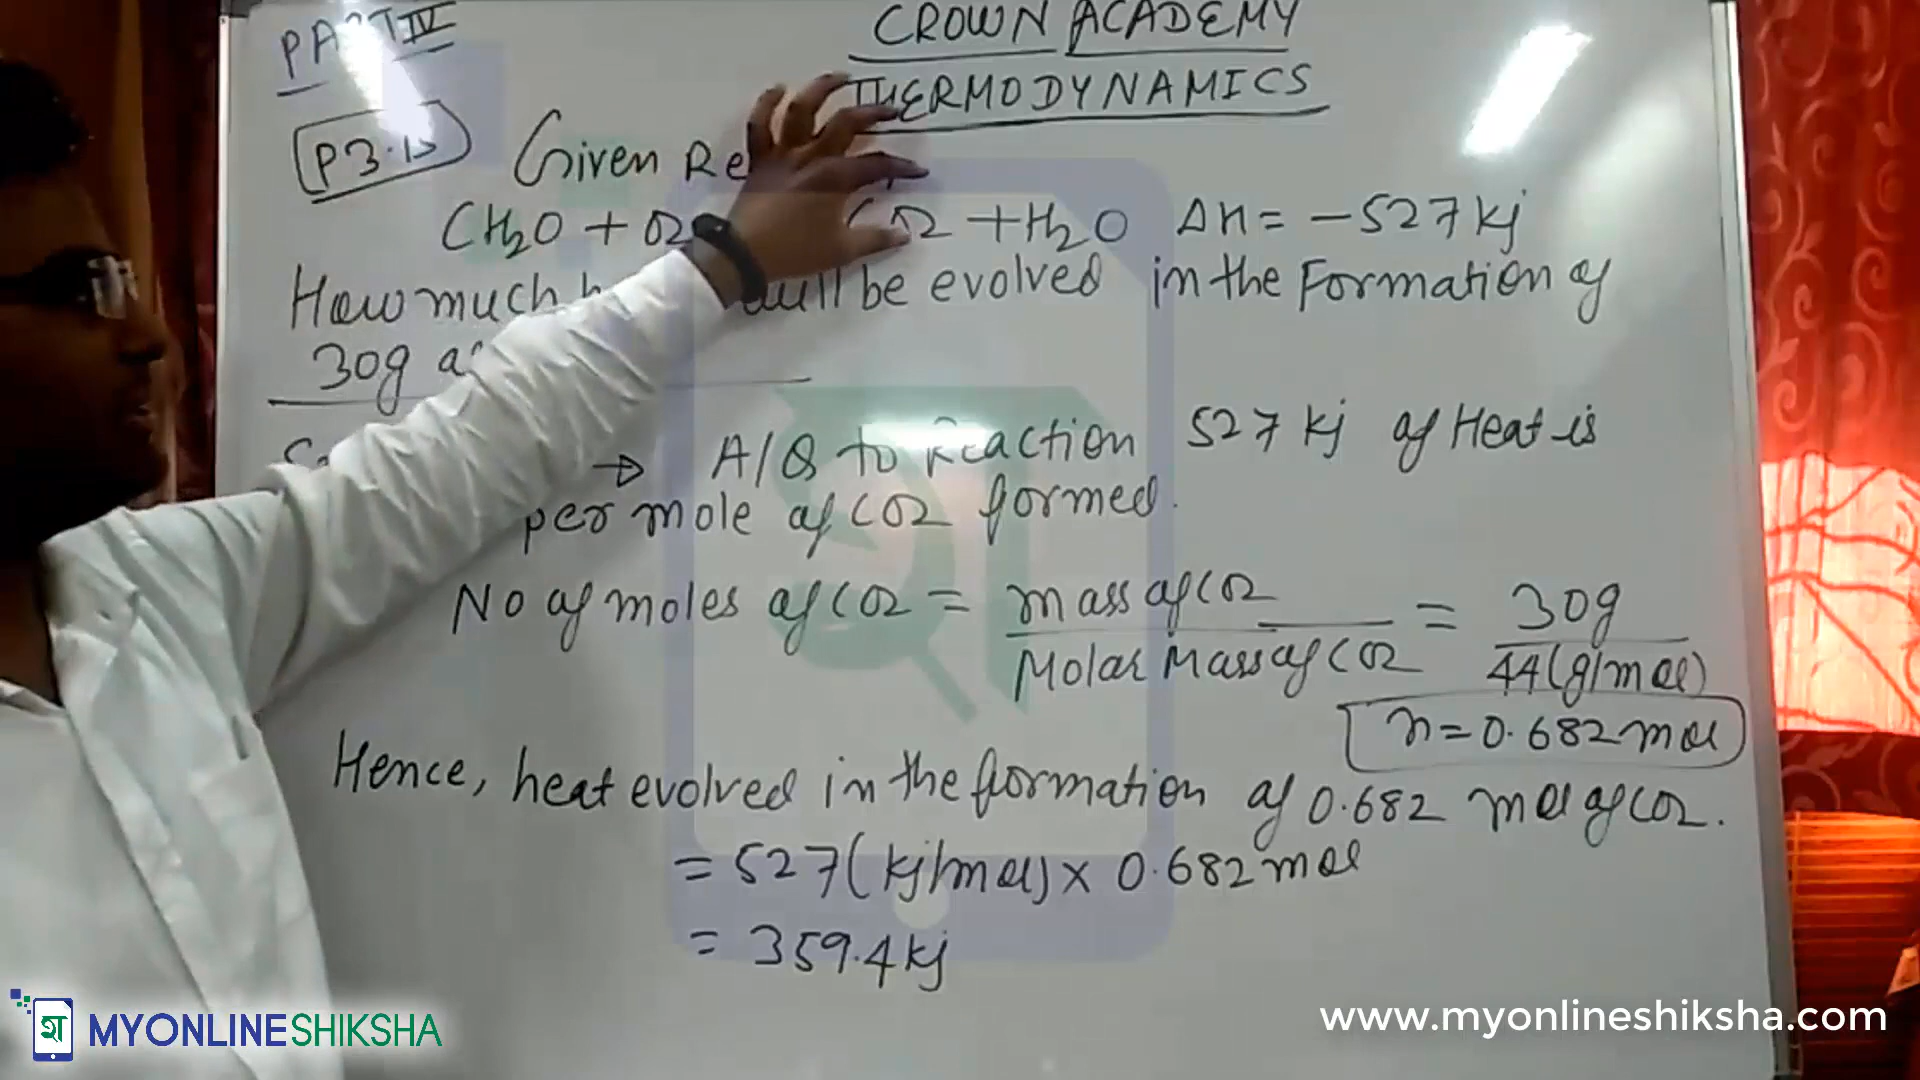 PART IV
CROWN ACADEMY
THERMODYNAMICS
P3. Given Re
CH2O + O2 CO2 + H2O ΔH = -527 kj
How much will be evolved in the Formation of
30g
→ A/Q to Reaction 527 kj of Heat is
per mole of CO2 formed.
No of moles of CO2 = mass of CO2 / Molar Mass of CO2 = 30g / 44(g/mol)
n=0.682 mol
Hence, heat evolved in the formation of 0.682 mol of CO2.
= 527(kj/mol) × 0.682 mol
= 359.4 kj
MYONLINESHIKSHA
www.myonlineshiksha.com